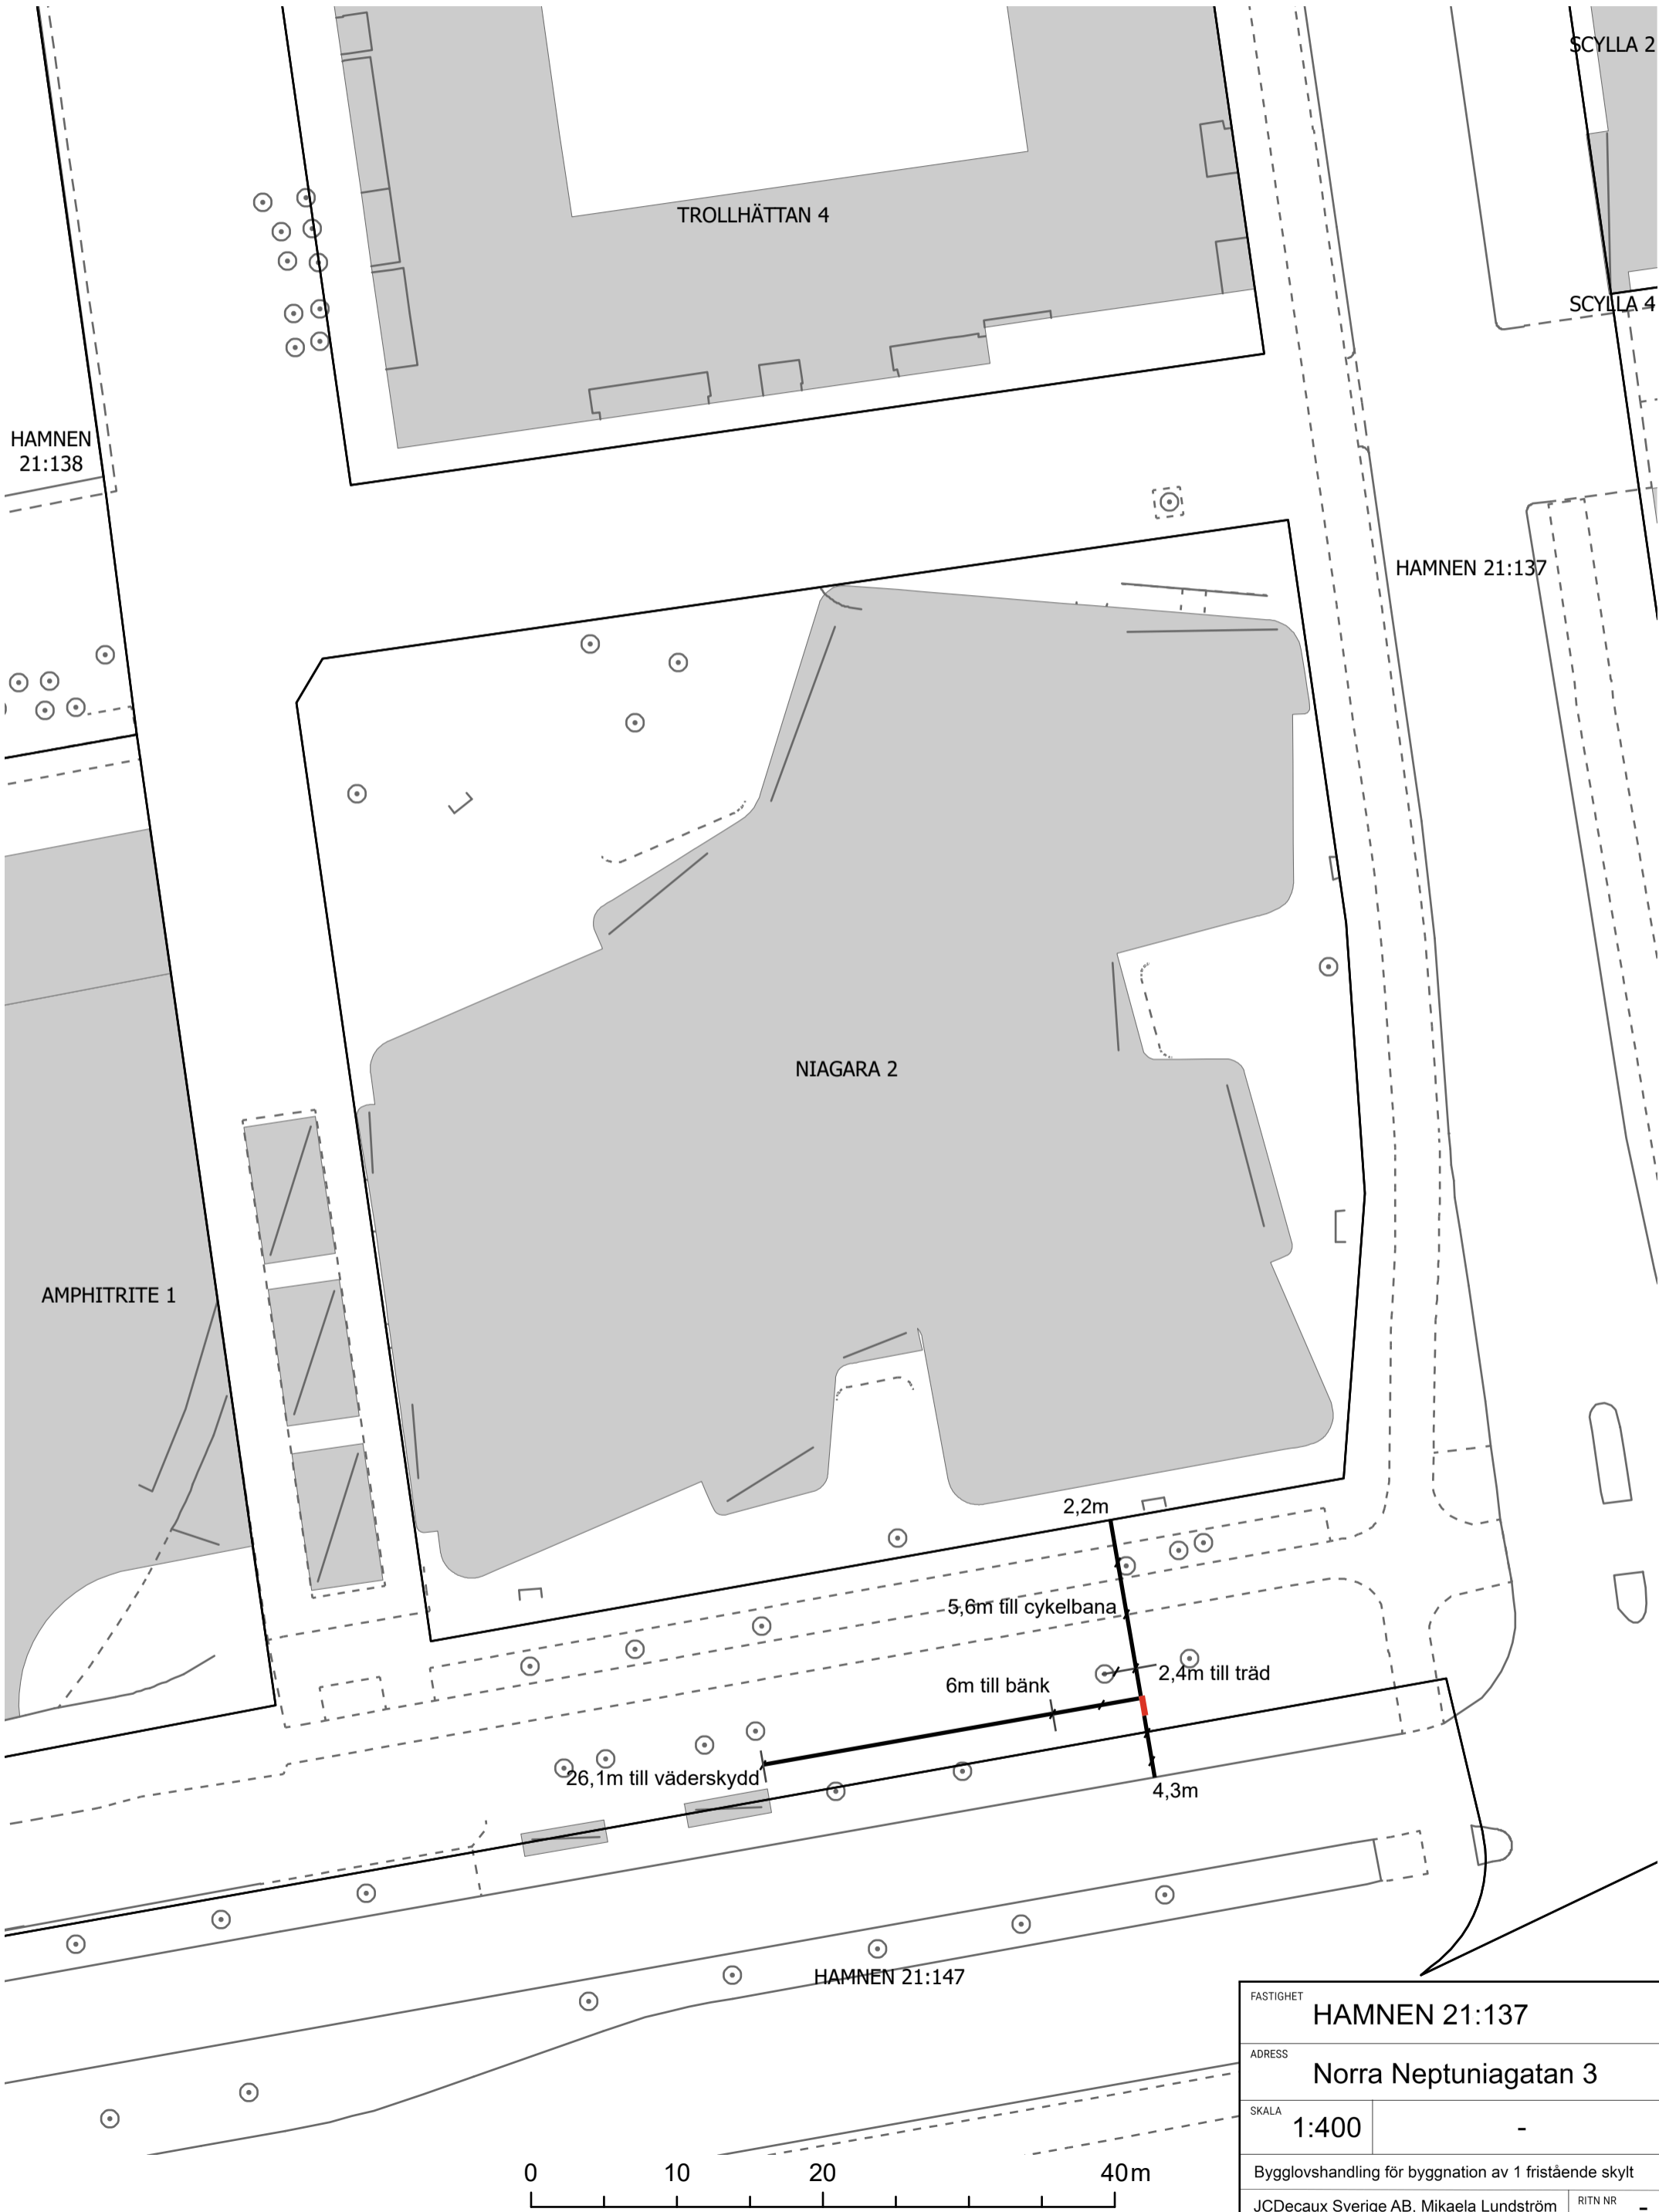 SCYLLA 2
TROLLHÄTTAN 4
SCYLLA 4
HAMNEN
21:138
HAMNEN 21:137
NIAGARA 2
AMPHITRITE 1
2,2m
5,6m till cykelbana
2,4m till träd
6m till bänk
26,1m till väderskydd
4,3m
HAMNEN 21:147
FASTIGHET
HAMNEN 21:137
ADRESS
Norra Neptuniagatan 3
SKALA
1:400 -
Bygglovshandling för byggnation av 1 fristående skylt
JCDecaux Sverige AB, Mikaela Lundström RITN NR -
0 10 20 40m